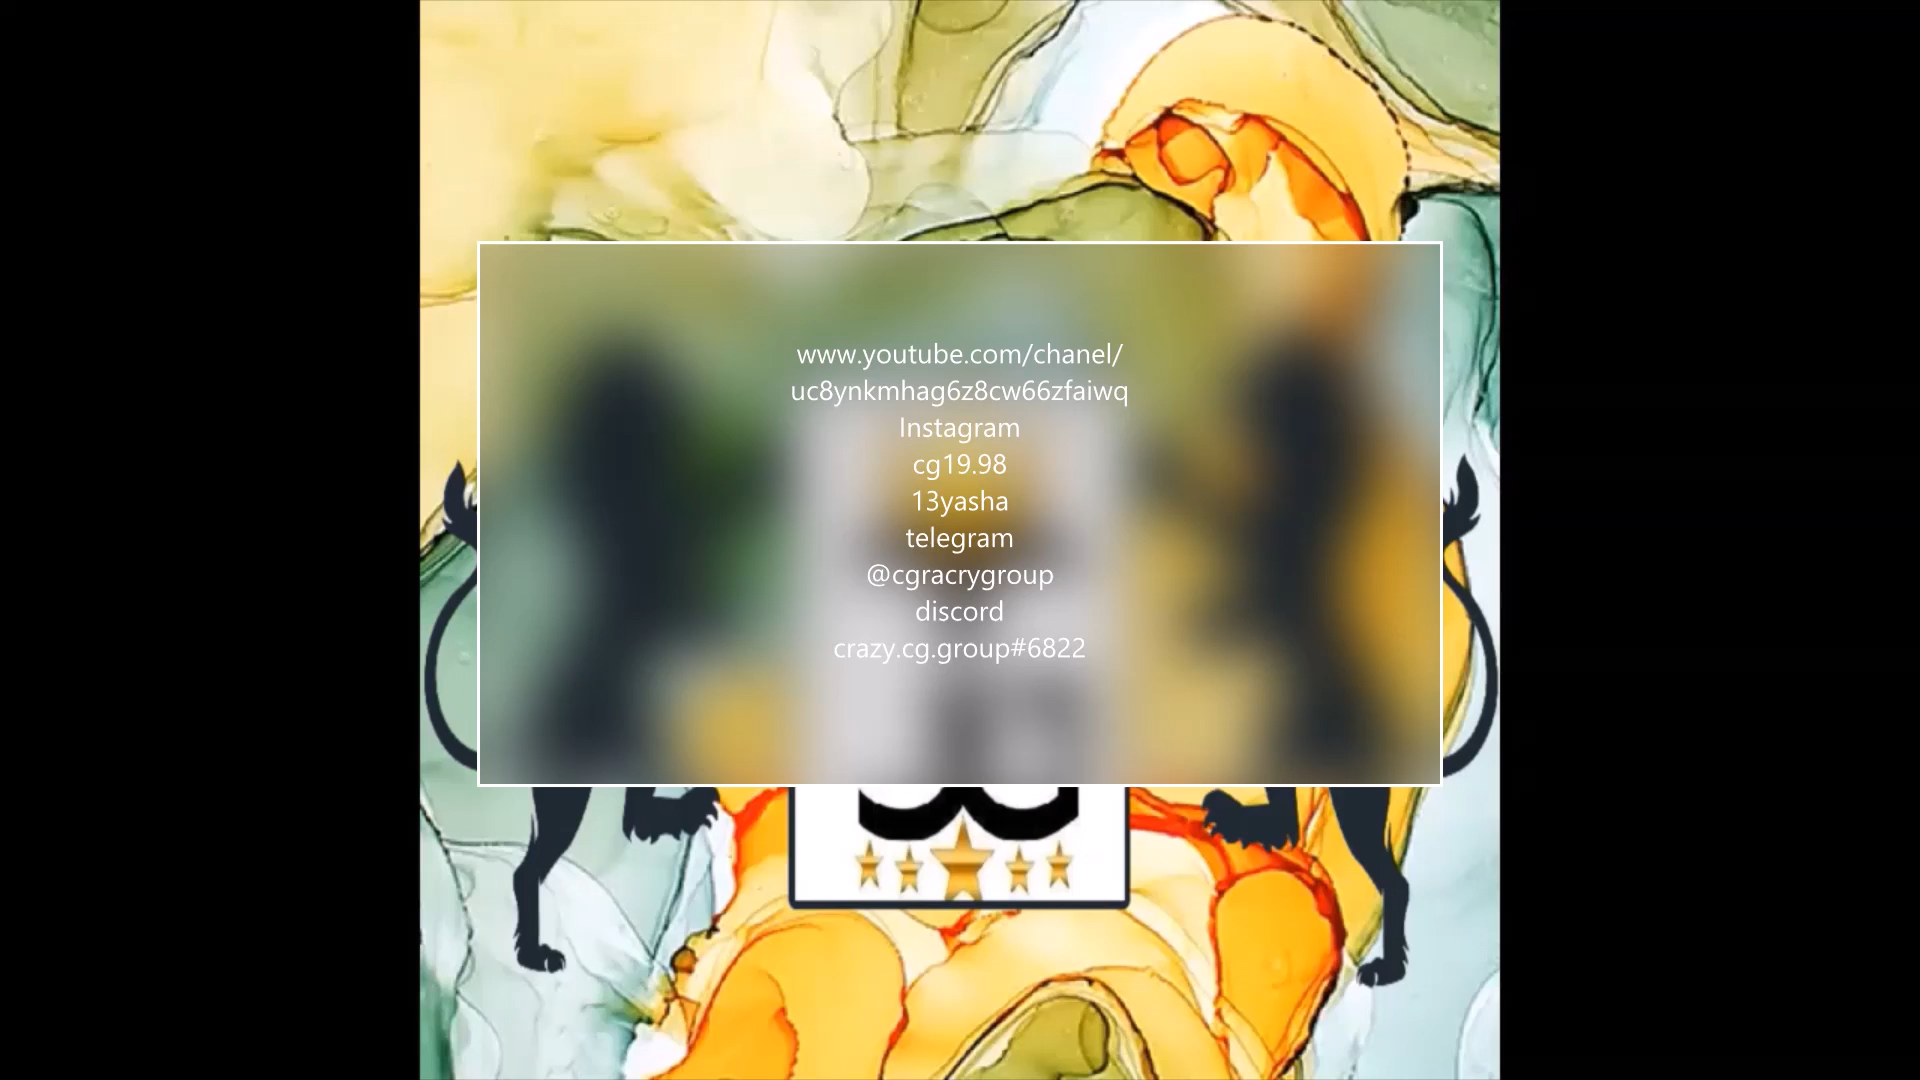 www.youtube.com/chanel/
uc8ynkmhag6z8cw66zfaiwq
Instagram
cg19.98
13yasha
telegram
@cgracrygroup
discord
crazy.cg.group#6822